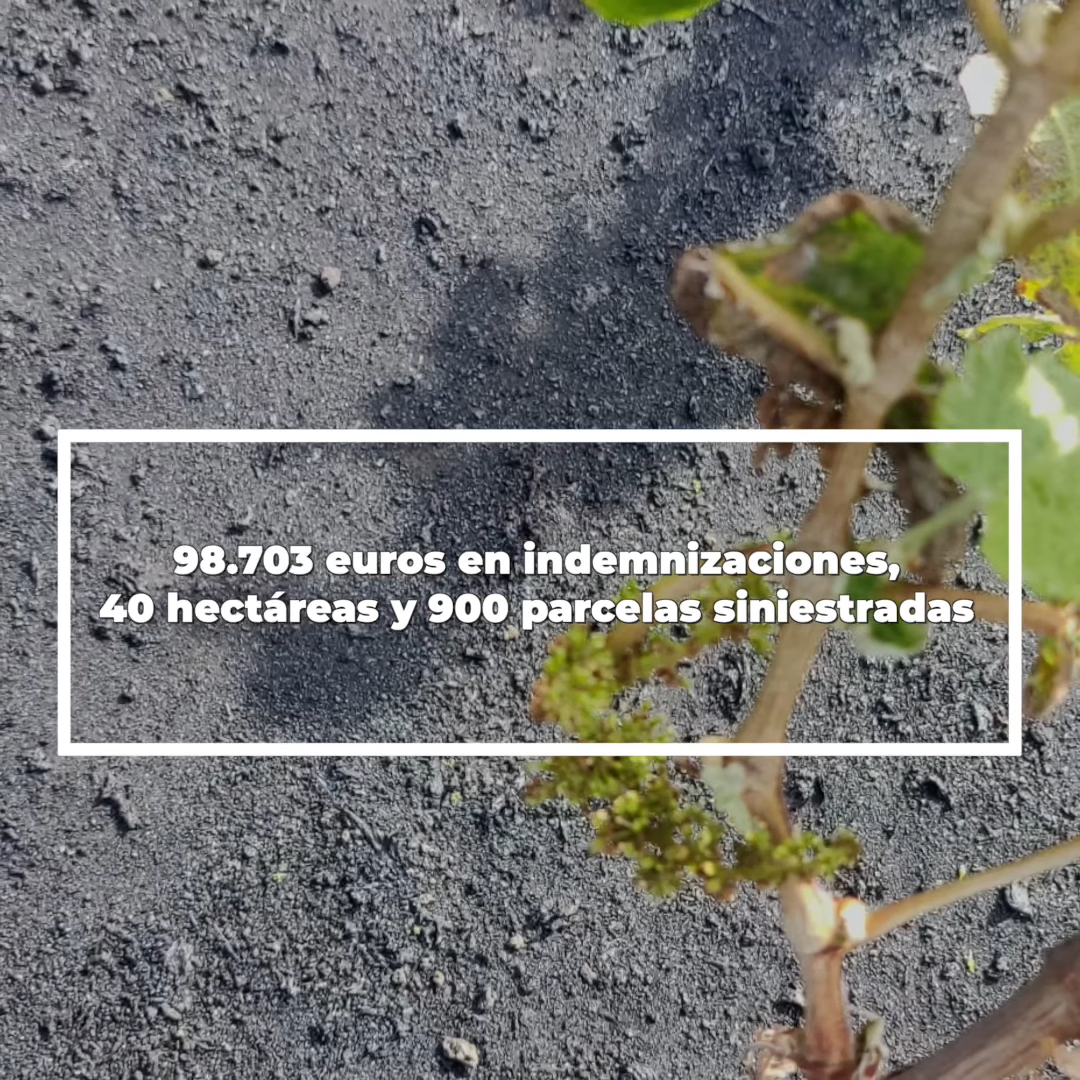 98.703 euros en indemnizaciones,
40 hectáreas y 900 parcelas siniestradas